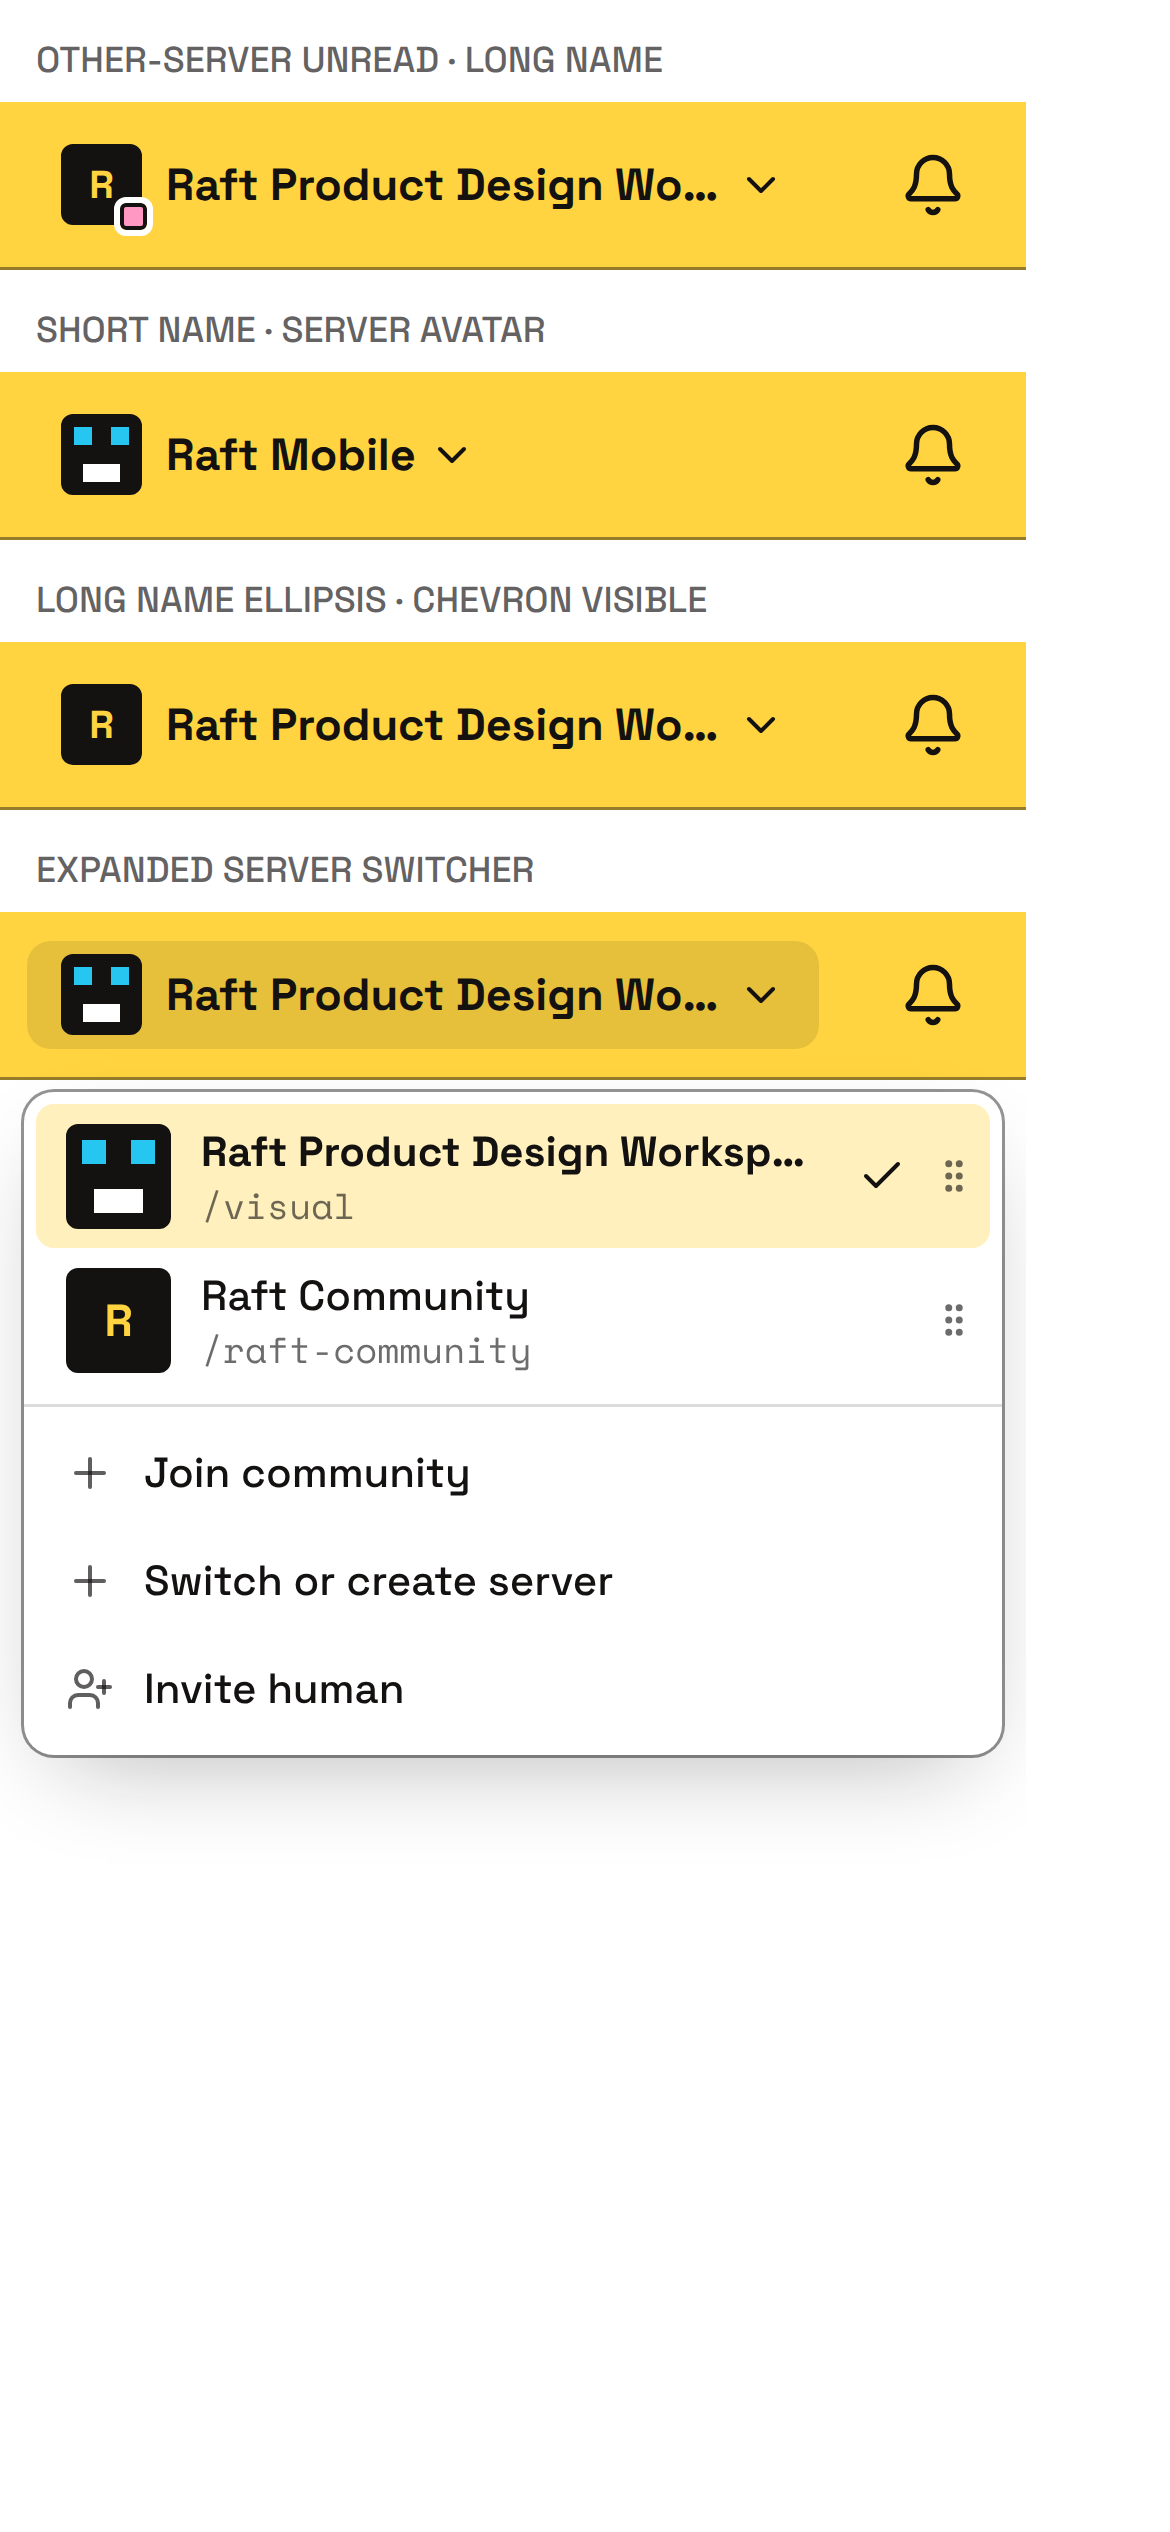 OTHER-SERVER UNREAD · LONG NAME
R Raft Product Design Wo...
SHORT NAME · SERVER AVATAR
Raft Mobile
LONG NAME ELLIPSIS · CHEVRON VISIBLE
R Raft Product Design Wo...
EXPANDED SERVER SWITCHER
Raft Product Design Wo...
Raft Product Design Worksp...
/visual
R Raft Community
/raft-community
Join community
Switch or create server
Invite human